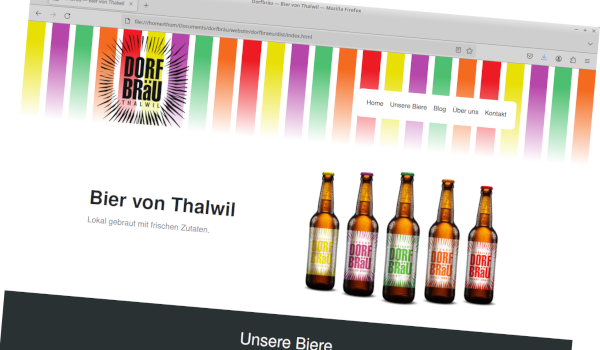 Dorfbräu — Bier von Thalwil — Mozilla Firefox
Bier von Thalwil
file:///home/thom/Documents/dorfbraeu/website/dorfbraeu/dist/index.html
DORF
BRÄU
THALWIL
Home Unsere Biere Blog Über uns Kontakt
Bier von Thalwil
Lokal gebraut mit frischen Zutaten.
DORF
BRÄU
DORF
BRÄU
DORF
BRÄU
DORF
BRÄU
DORF
BRÄU
Unsere Biere